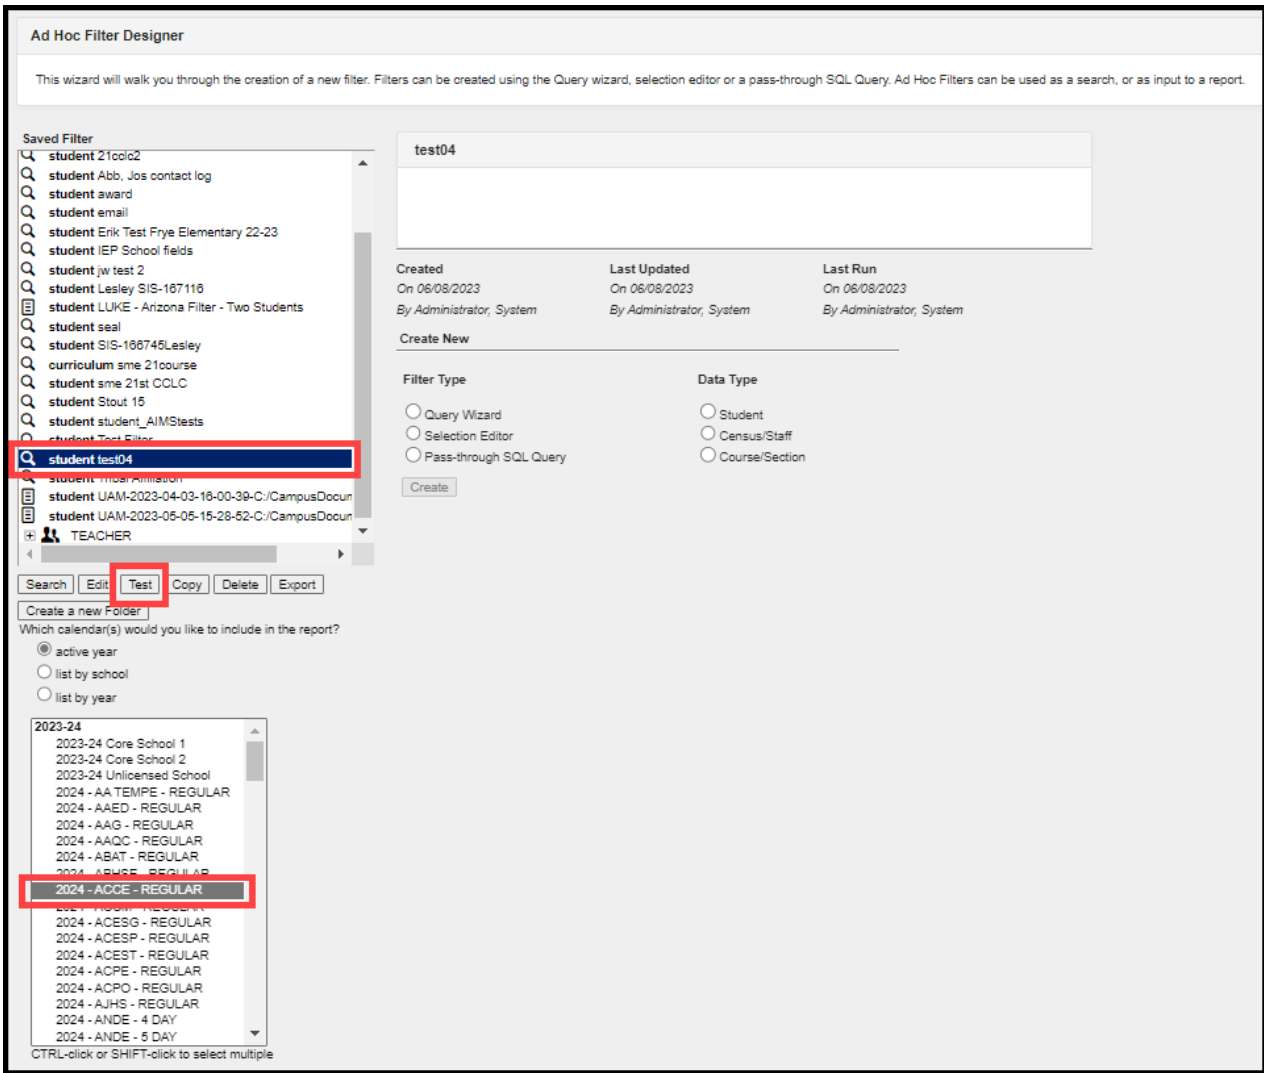 Ad Hoc Filter Designer
This wizard will walk you through the creation of a new filter. Filters can be created using the Query wizard, selection editor or a pass-through SQL Query. Ad Hoc Filters can be used as a search, or as input to a report.
Saved Filter
student 21cclc2
student Abb, Jos contact log
student award
student email
student Erik Test Frye Elementary 22-23
student IEP School fields
student jw test 2
student Lesley SIS-167116
student LUKE - Arizona Filter - Two Students
student seal
student SIS-166745Lesley
curriculum sme 21course
student sme 21st CCLC
student Stout 15
student student_AIMStests
student Test Filter
student test04
student Tribal Affiliation
student UAM-2023-04-03-16-00-39-C:/CampusDocun
student UAM-2023-05-05-15-28-52-C:/CampusDocun
TEACHER
Search Edit Test Copy Delete Export
Create a new Folder
Which calendar(s) would you like to include in the report?
active year
list by school
list by year
2023-24
2023-24 Core School 1
2023-24 Core School 2
2023-24 Unlicensed School
2024 - AA TEMPE - REGULAR
2024 - AAED - REGULAR
2024 - AAG - REGULAR
2024 - AAQC - REGULAR
2024 - ABAT - REGULAR
2024 - ABHSE - REGULAR
2024 - ACCE - REGULAR
2024 - ACESG - REGULAR
2024 - ACESP - REGULAR
2024 - ACEST - REGULAR
2024 - ACPE - REGULAR
2024 - ACPO - REGULAR
2024 - AJHS - REGULAR
2024 - ANDE - 4 DAY
2024 - ANDE - 5 DAY
CTRL-click or SHIFT-click to select multiple
test04
Created Last Updated Last Run
On 06/08/2023 On 06/08/2023 On 06/08/2023
By Administrator, System By Administrator, System By Administrator, System
Create New
Filter Type Data Type
Query Wizard Student
Selection Editor Census/Staff
Pass-through SQL Query Course/Section
Create